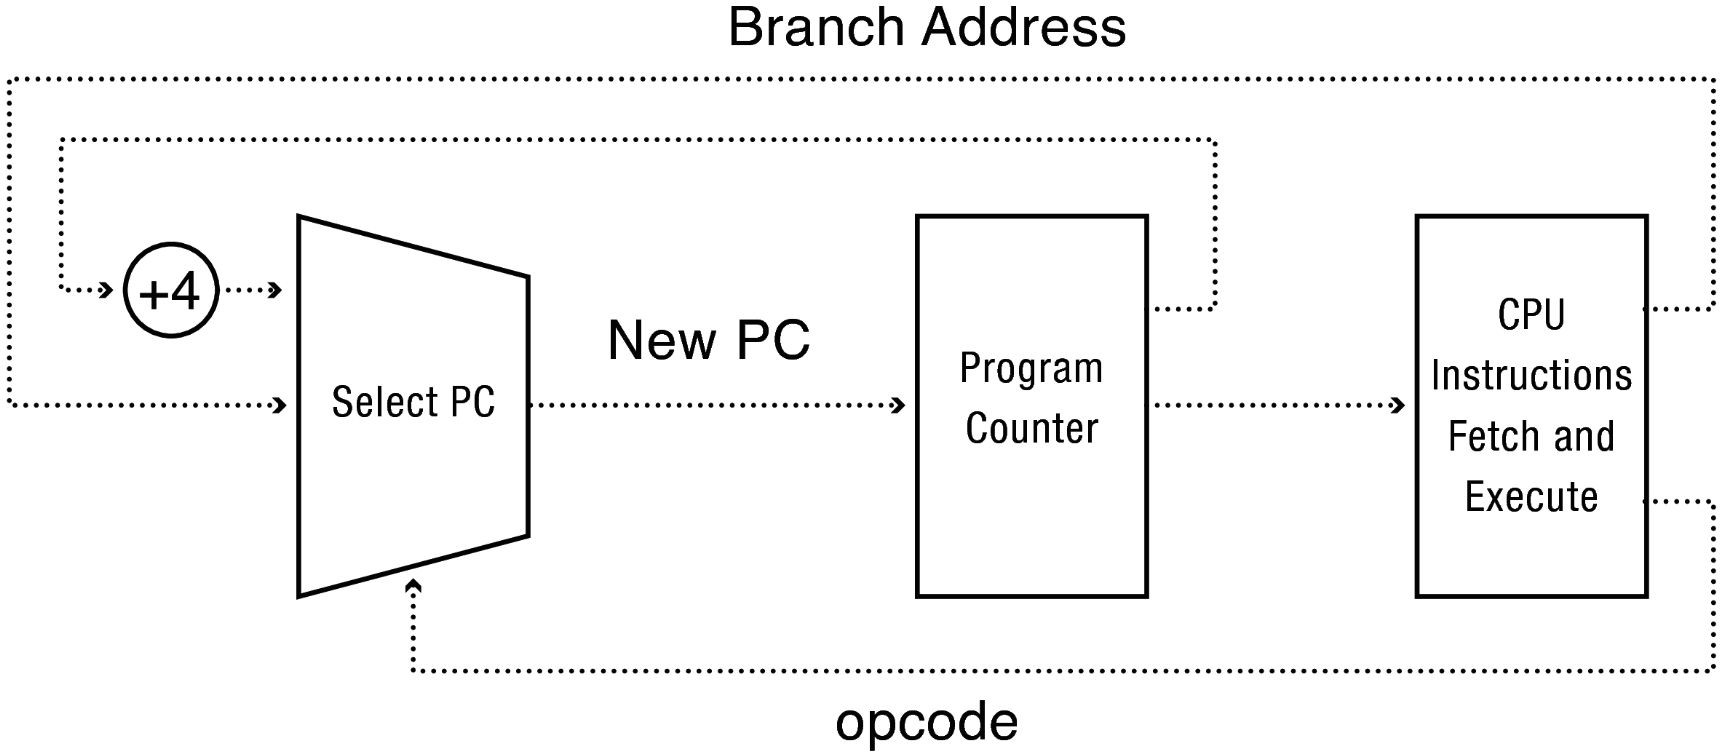 Branch Address
+4
Select PC
New PC
Program
Counter
CPU
Instructions
Fetch and
Execute
opcode